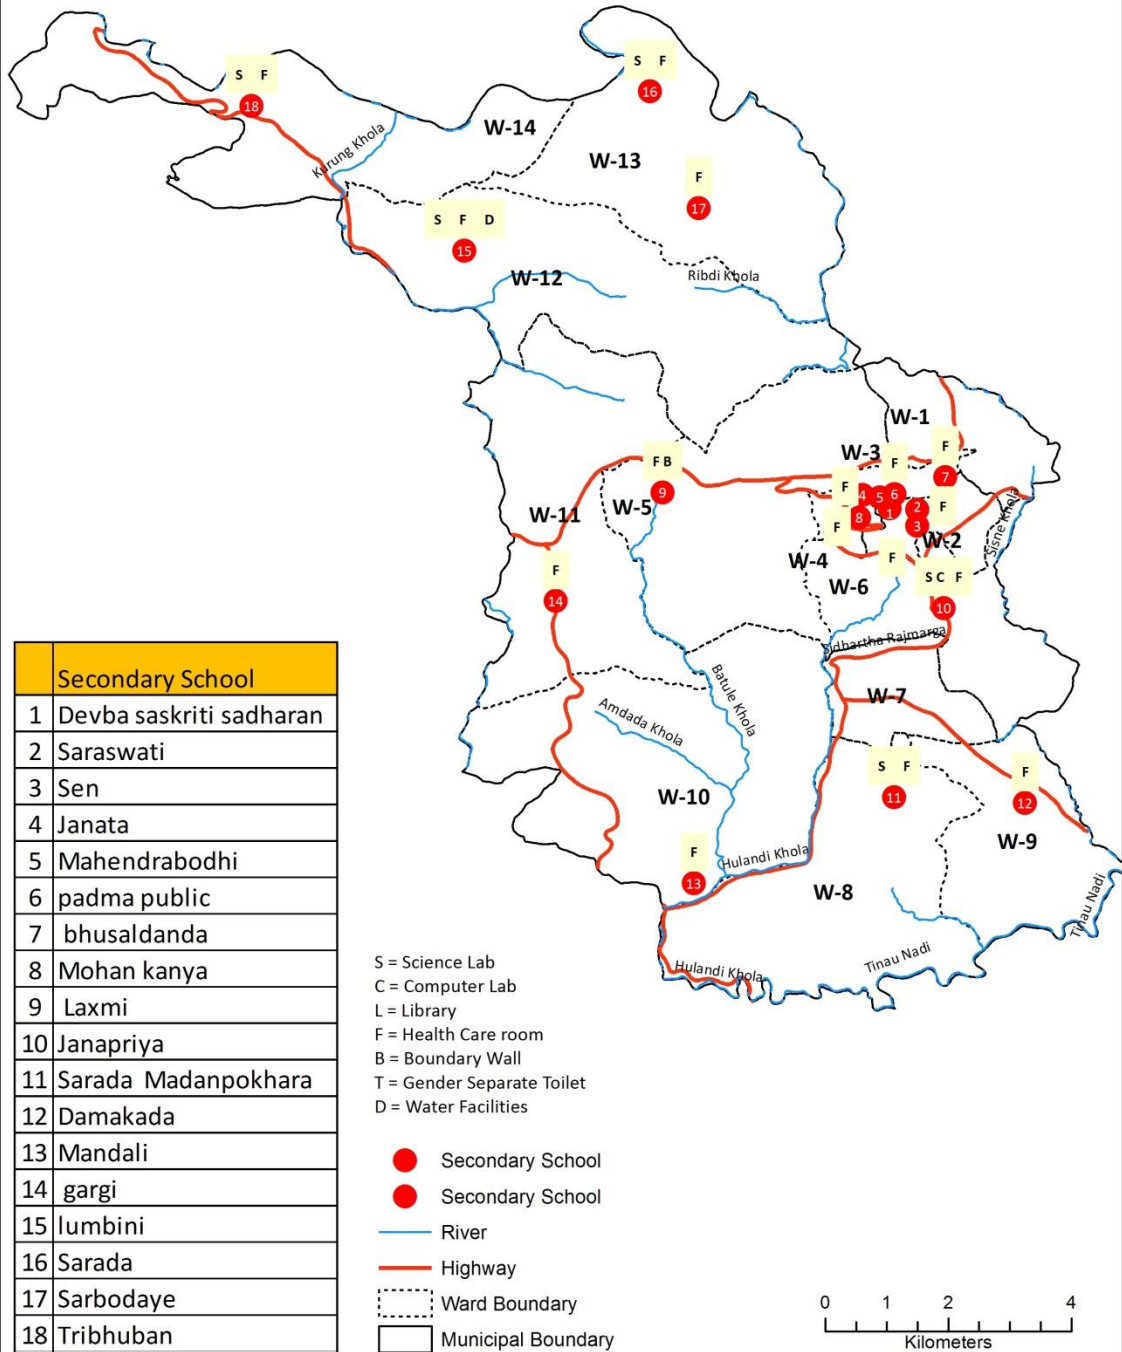 S F
18
S F
16
W-14
Kurung Khola
W-13
F
17
S F D
15
W-12
Ribdi Khola
W-1
W-3
F
F
7
F B
9
W-5
F
4
5
6
1
8
F
2
3
F
W-2
Sisne Khola
W-11
F
14
W-4
W-6
F
S C F
10
Sidhartha Rajmarga
W-7
Batule Khola
Amdada Khola
W-10
S F
11
F
12
W-9
F
13
Hulandi Khola
W-8
Tinau Nadi
Tinau Nadi
Hulandi Khola
Secondary School
1 Devba saskriti sadharan
2 Saraswati
3 Sen
4 Janata
5 Mahendrabodhi
6 padma public
7 bhusaldanda
8 Mohan kanya
9 Laxmi
10 Janapriya
11 Sarada Madanpokhara
12 Damakada
13 Mandali
14 gargi
15 lumbini
16 Sarada
17 Sarbodaye
18 Tribhuban
S = Science Lab
C = Computer Lab
L = Library
F = Health Care room
B = Boundary Wall
T = Gender Separate Toilet
D = Water Facilities
Secondary School
Secondary School
River
Highway
Ward Boundary
Municipal Boundary
0 1 2 4
Kilometers